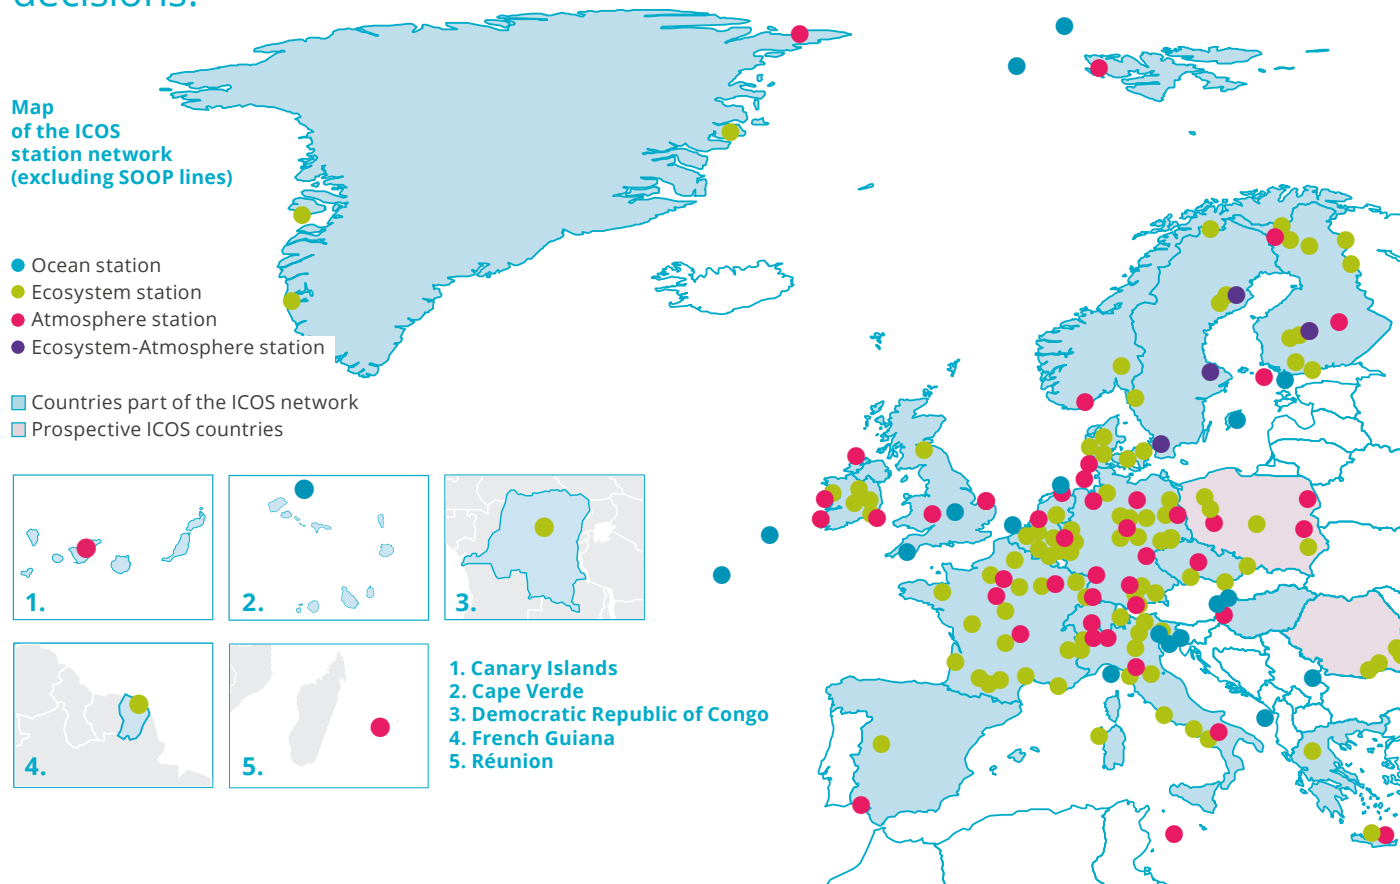 decisions.
Map
of the ICOS
station network
(excluding SOOP lines)
Ocean station
Ecosystem station
Atmosphere station
Ecosystem-Atmosphere station
Countries part of the ICOS network
Prospective ICOS countries
1.
2.
3.
4.
5.
1. Canary Islands
2. Cape Verde
3. Democratic Republic of Congo
4. French Guiana
5. Réunion